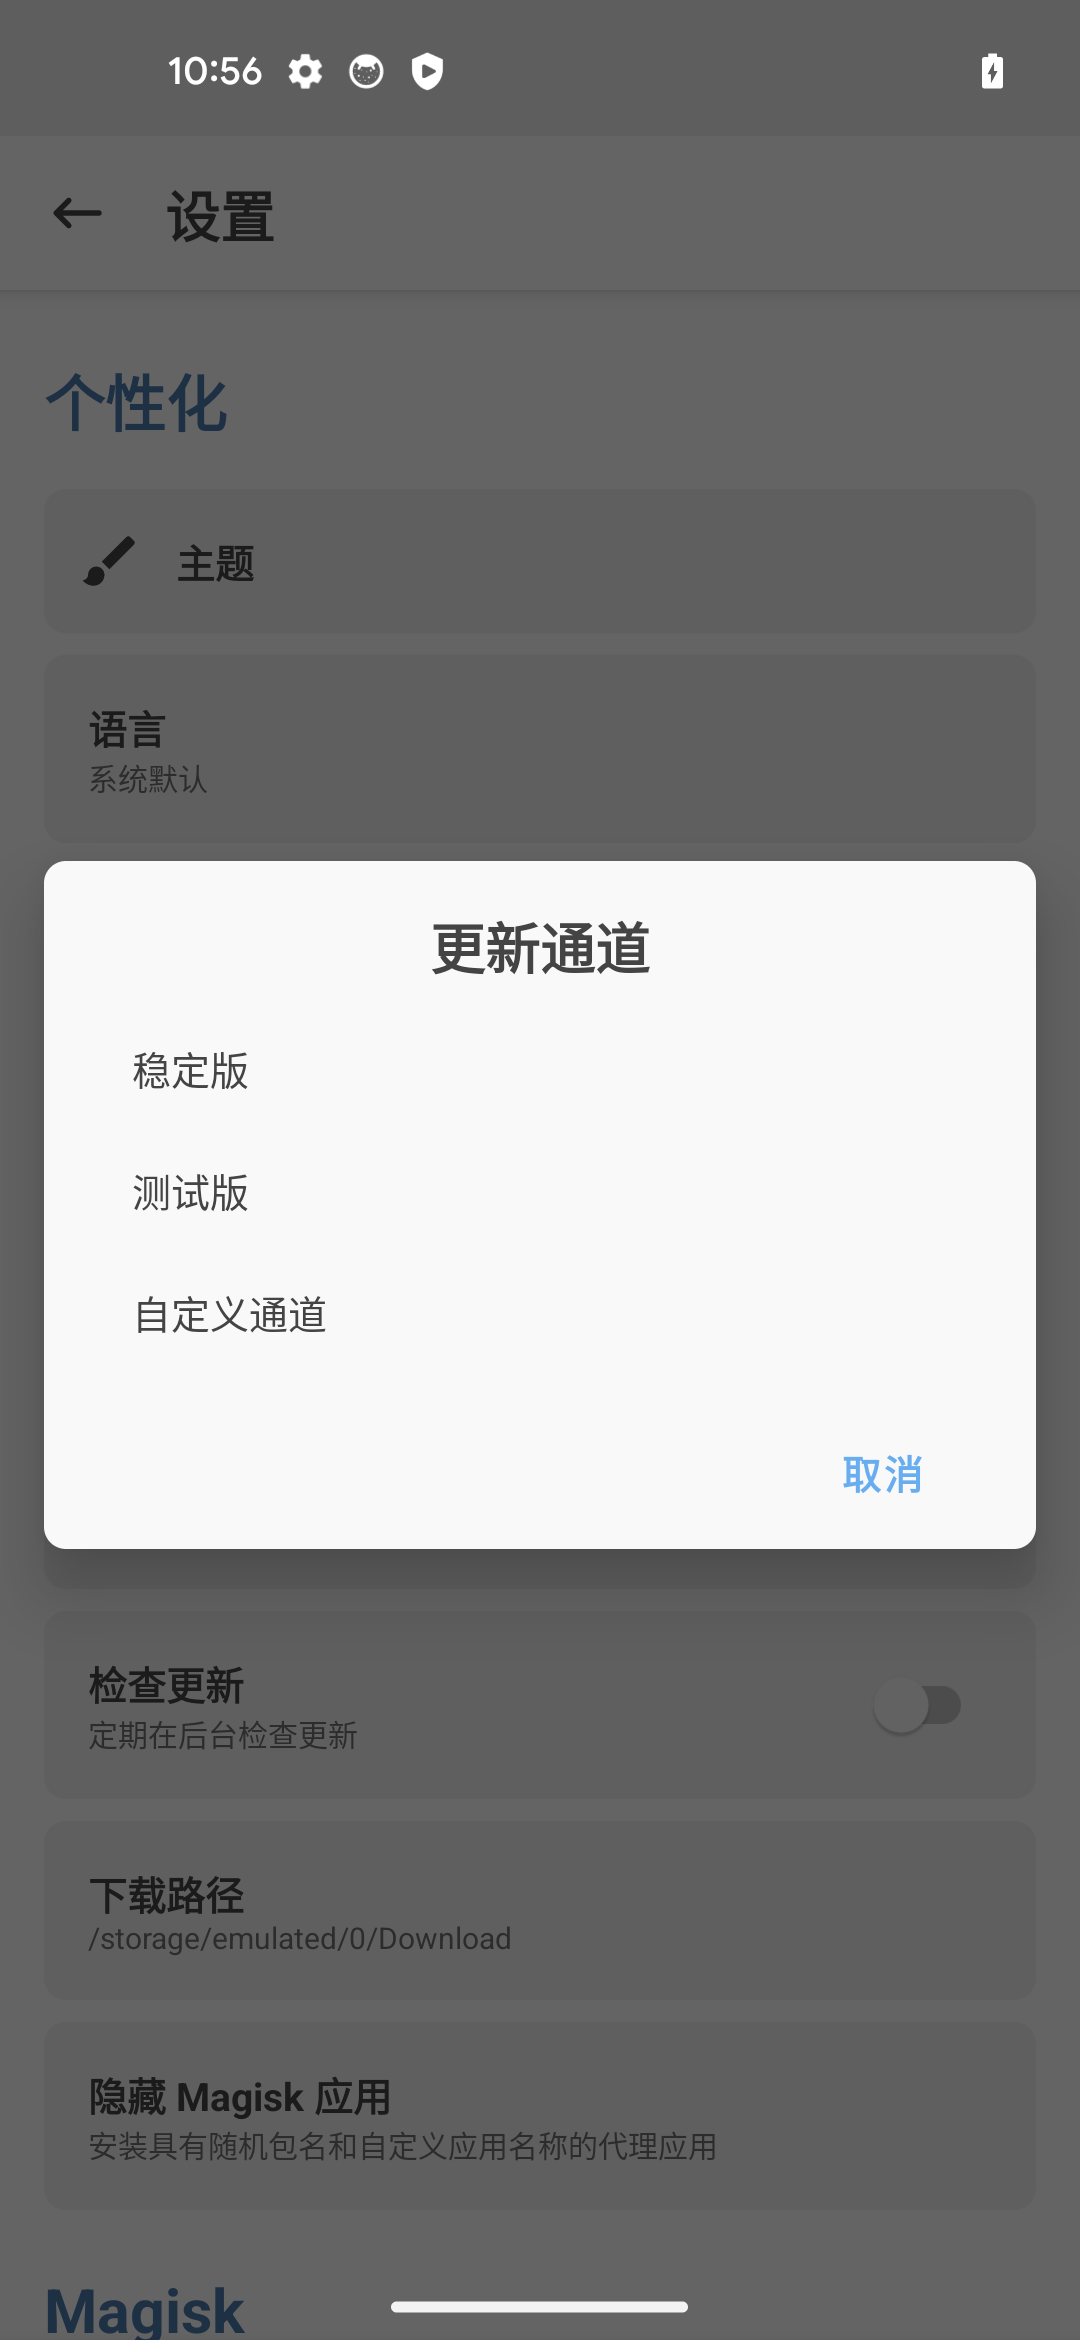 10:56
设置
个性化
主题
语言
系统默认
更新通道
稳定版
测试版
自定义通道
取消
检查更新
定期在后台检查更新
下载路径
/storage/emulated/0/Download
隐藏 Magisk 应用
安装具有随机包名和自定义应用名称的代理应用
Magisk